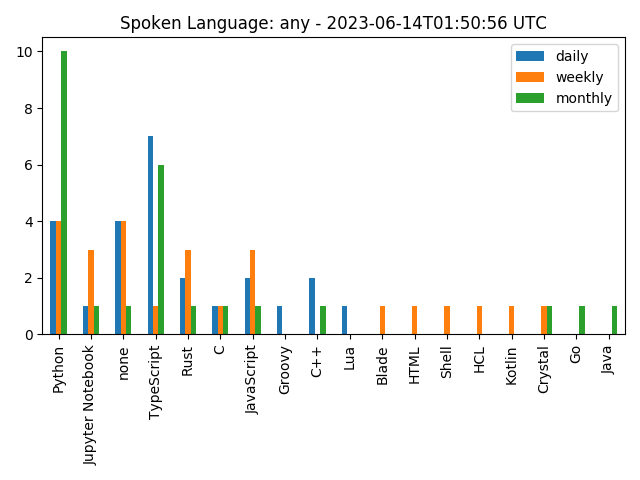 Spoken Language: any - 2023-06-14T01:50:56 UTC
daily
weekly
monthly
10
8
6
4
2
0
Python
Jupyter Notebook
none
TypeScript
Rust
C
JavaScript
Groovy
C++
Lua
Blade
HTML
Shell
HCL
Kotlin
Crystal
Go
Java